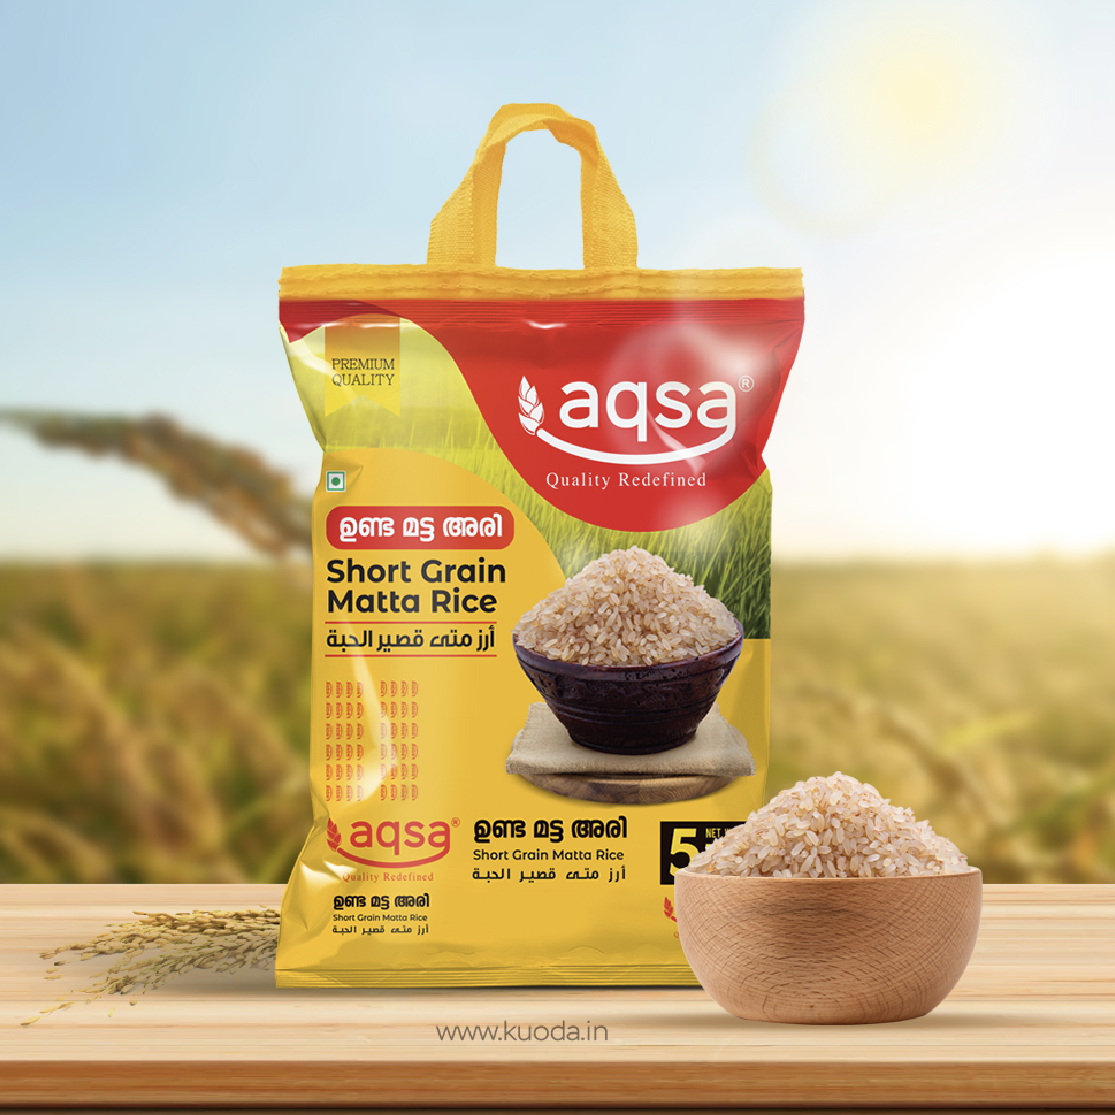 PREMIUM
QUALITY
aqsa®
Quality Redefined
ഉണ്ട മട്ട അരി
Short Grain
Matta Rice
أرز متى قصير الحبة
aqsa®
Quality Redefined
ഉണ്ട മട്ട അരി
Short Grain Matta Rice
أرز متى قصير الحبة
ഉണ്ട മട്ട അരി
Short Grain Matta Rice
أرز متى قصير الحبة
NET
5
www.kuoda.in